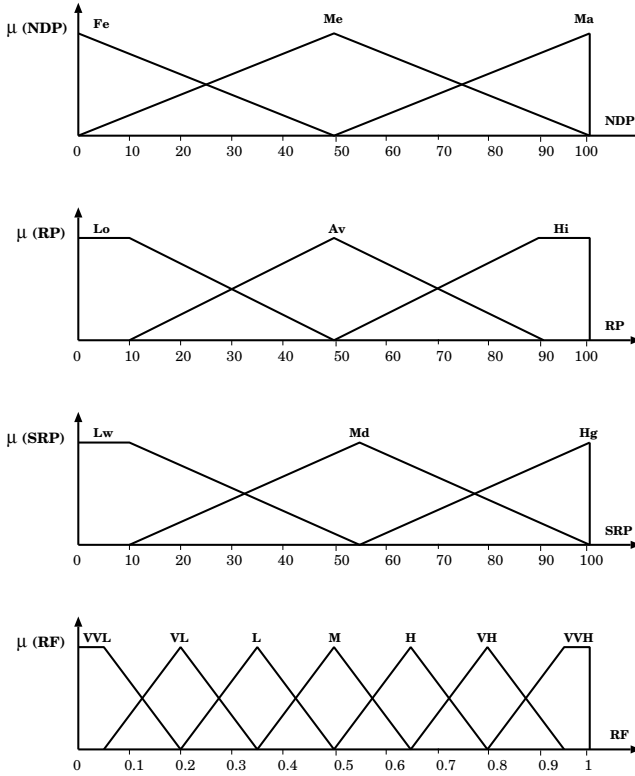 μ (NDP)
Fe Me Ma
NDP
0 10 20 30 40 50 60 70 80 90 100
μ (RP)
Lo Av Hi
RP
0 10 20 30 40 50 60 70 80 90 100
μ (SRP)
Lw Md Hg
SRP
0 10 20 30 40 50 60 70 80 90 100
μ (RF)
VVL VL L M H VH VVH
RF
0 0.1 0.2 0.3 0.4 0.5 0.6 0.7 0.8 0.9 1